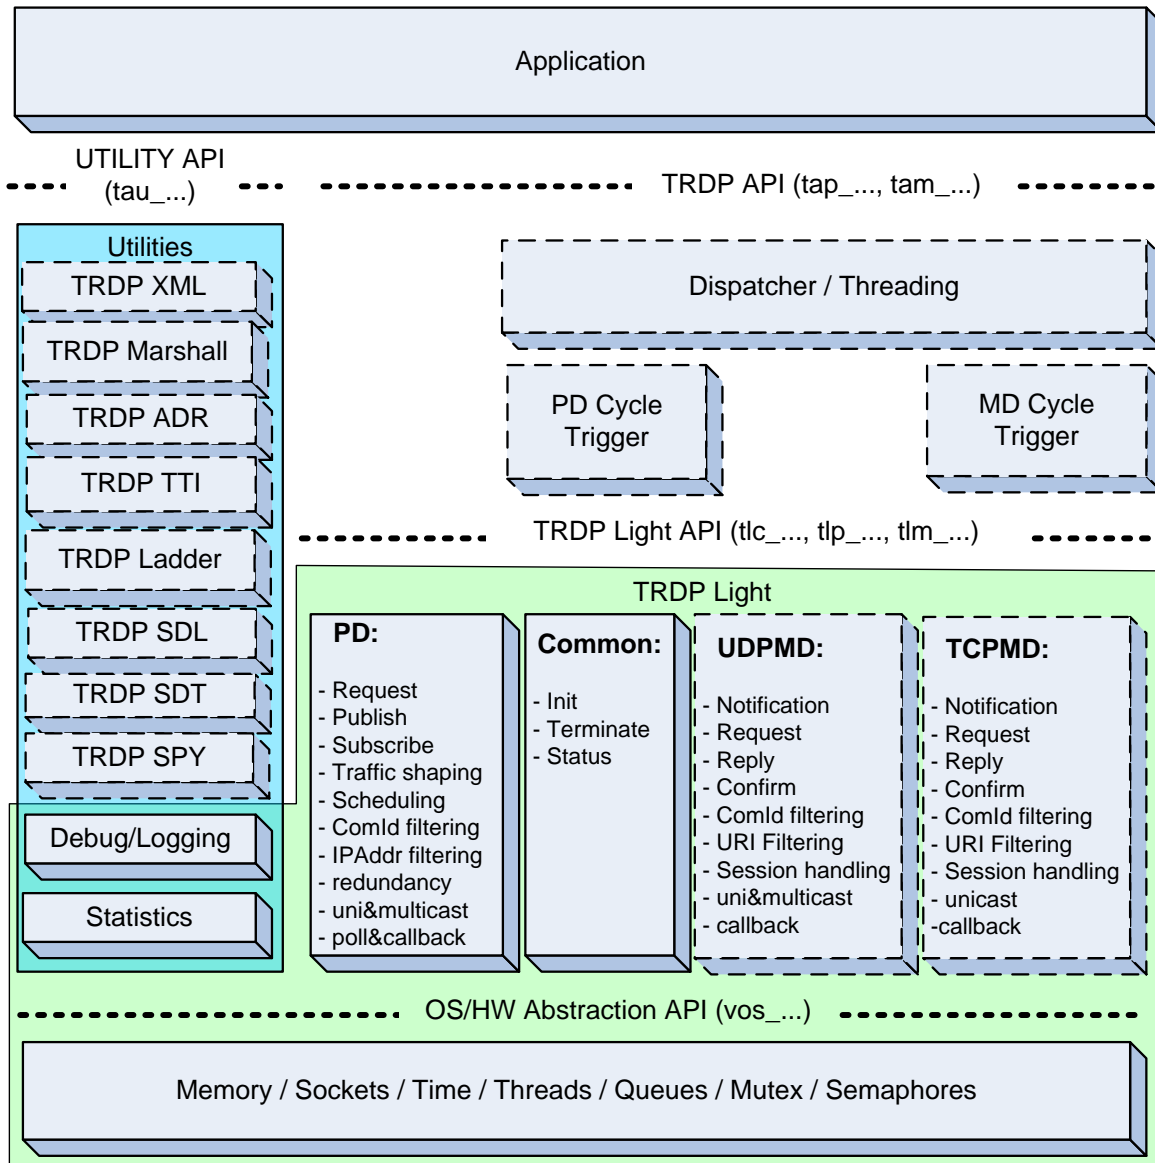 Application
UTILITY API
(tau_...)
TRDP API (tap_..., tam_...)
Utilities
TRDP XML
TRDP Marshall
TRDP ADR
TRDP TTI
TRDP Ladder
TRDP SDL
TRDP SDT
TRDP SPY
Debug/Logging
Statistics
Dispatcher / Threading
PD Cycle
Trigger
MD Cycle
Trigger
TRDP Light API (tlc_..., tlp_..., tlm_...)
TRDP Light
PD:
- Request
- Publish
- Subscribe
- Traffic shaping
- Scheduling
- ComId filtering
- IPAddr filtering
- redundancy
- uni&multicast
- poll&callback
Common:
- Init
- Terminate
- Status
UDPMD:
- Notification
- Request
- Reply
- Confirm
- ComId filtering
- URI Filtering
- Session handling
- uni&multicast
- callback
TCPMD:
- Notification
- Request
- Reply
- Confirm
- ComId filtering
- URI Filtering
- Session handling
- unicast
-callback
OS/HW Abstraction API (vos_...)
Memory / Sockets / Time / Threads / Queues / Mutex / Semaphores